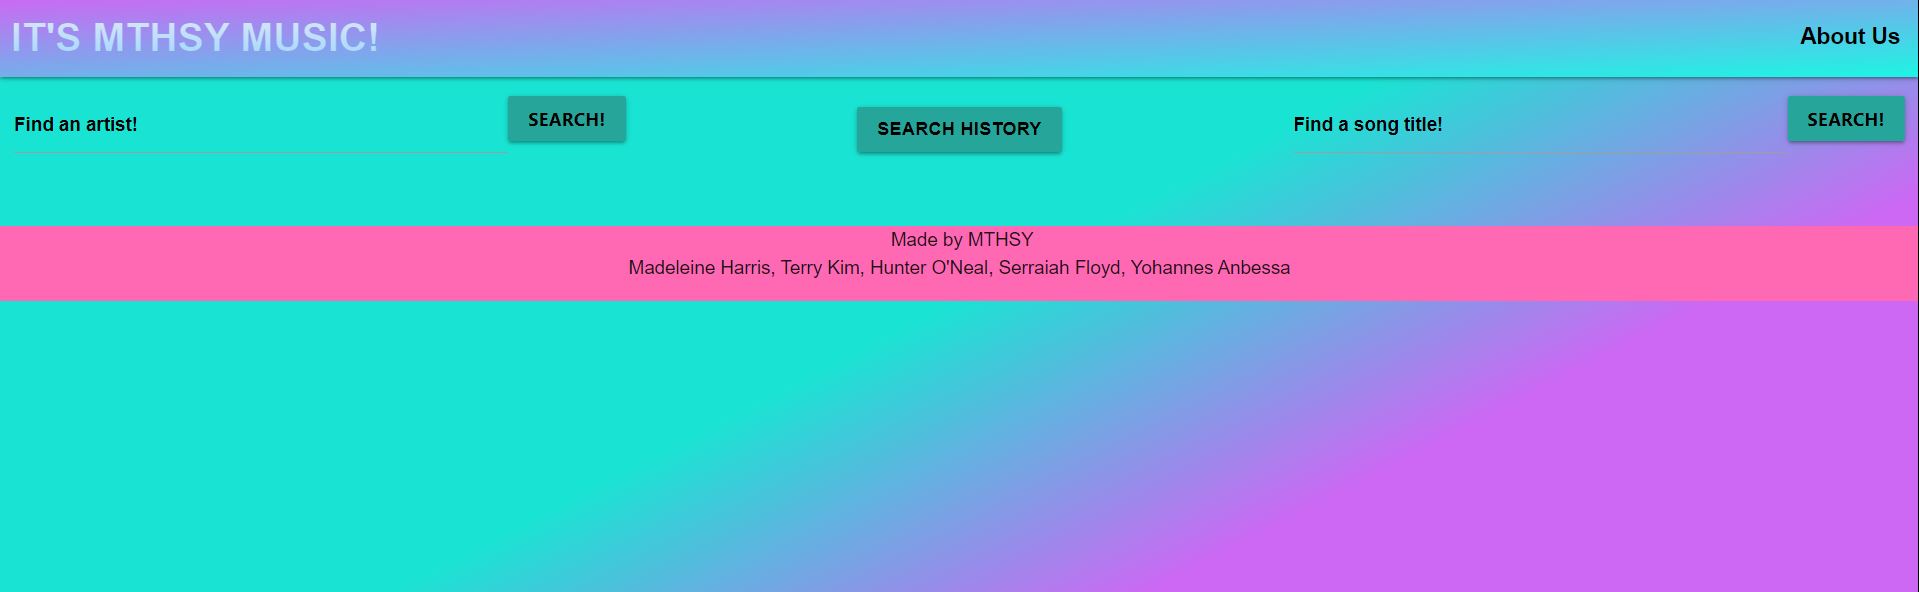 IT'S MTHSY MUSIC!
About Us
Find an artist!
SEARCH!
SEARCH HISTORY
Find a song title!
SEARCH!
Made by MTHSY
Madeleine Harris, Terry Kim, Hunter O'Neal, Serraiah Floyd, Yohannes Anbessa